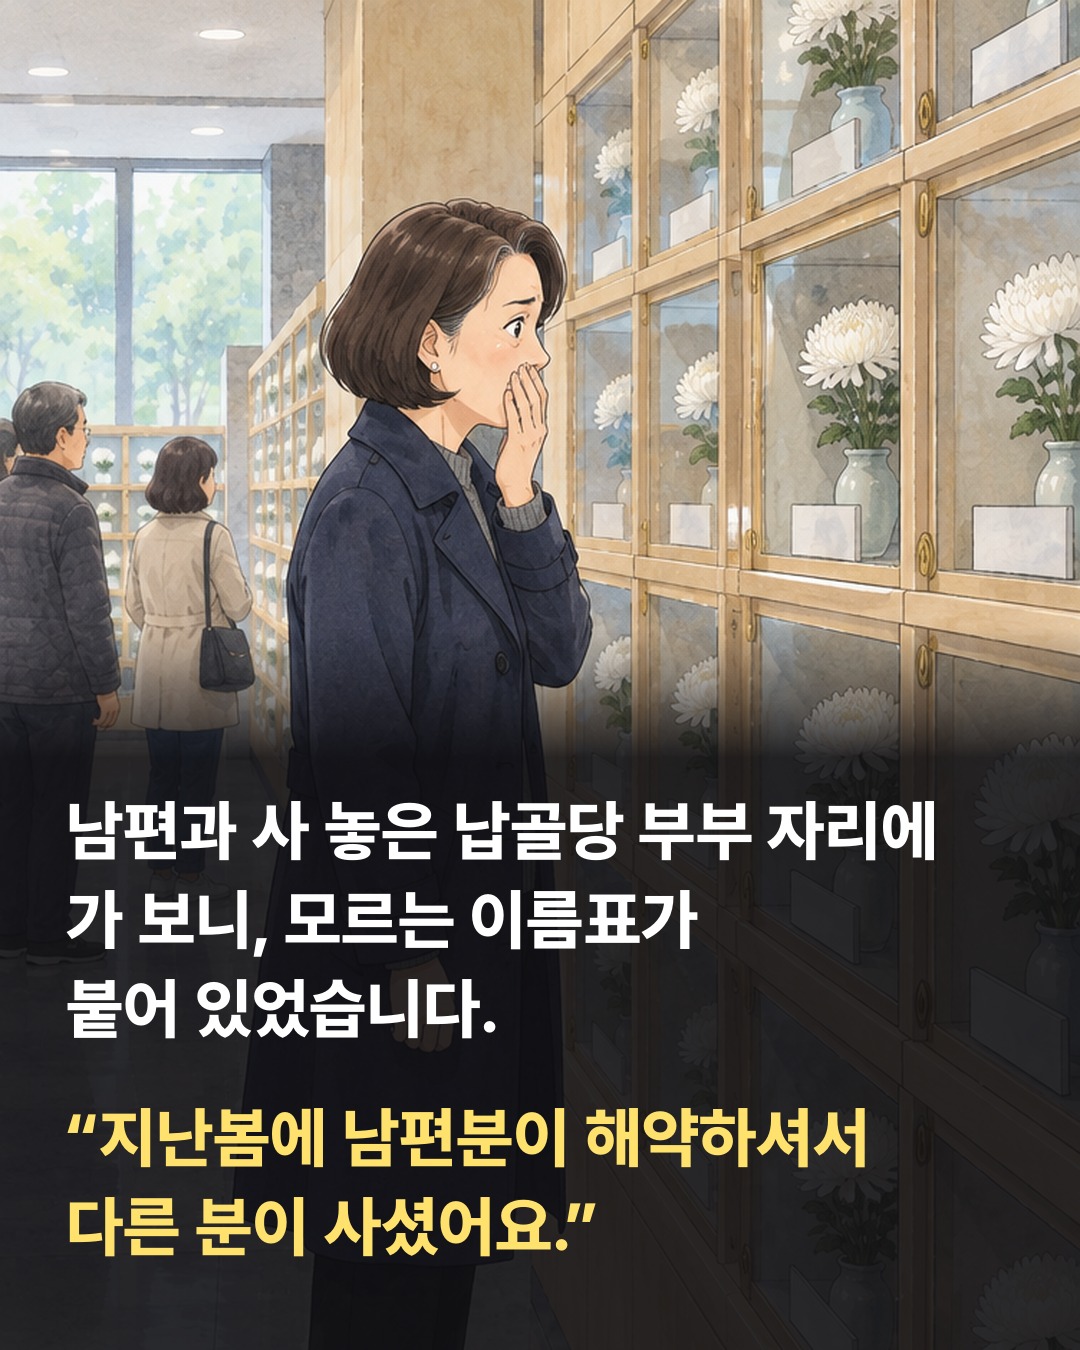 남편과 사 놓은 납골당 부부 자리에
가 보니, 모르는 이름표가
붙어 있었습니다.
“지난봄에 남편분이 해약하셔서
다른 분이 사셨어요.”